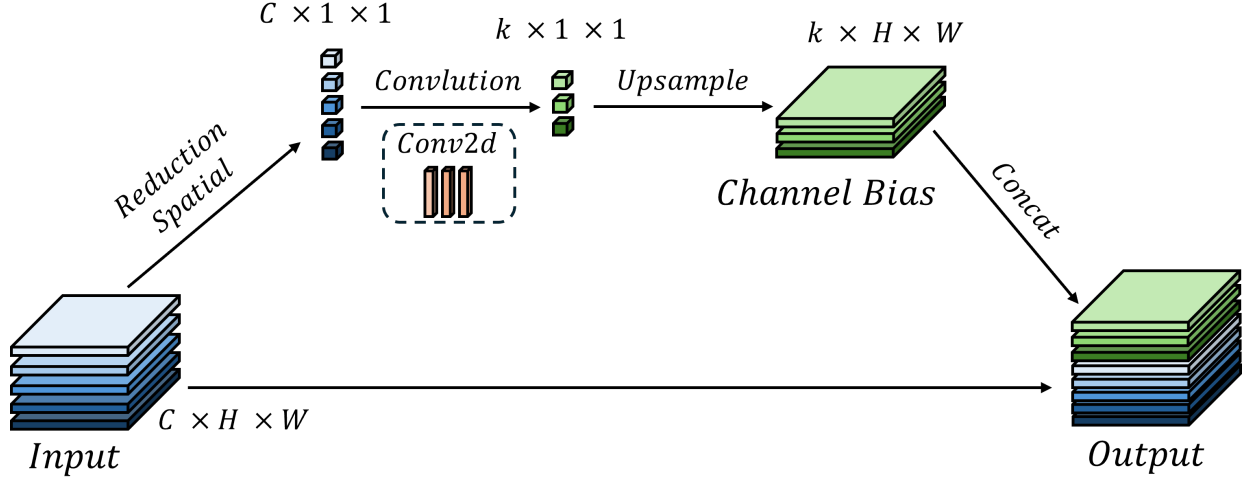 C × 1 × 1
k × 1 × 1
k × H × W
Convlution
Upsample
Conv2d
Reduction
Spatial
Channel Bias
Concat
C × H × W
Input
Output